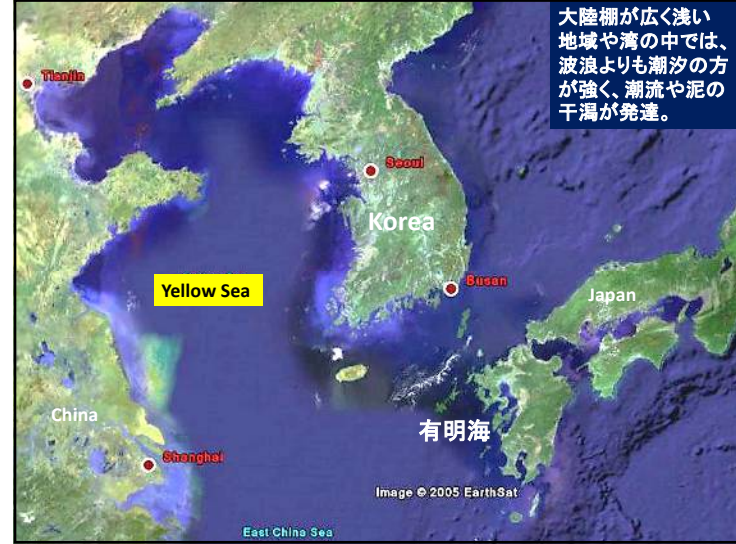 大陸棚が広く浅い
地域や湾の中では、
波浪よりも潮汐の方
が強く、潮流や泥の
干潟が発達。
Tianjin
Seoul
Korea
Yellow Sea
Busan
Japan
China
有明海
Shanghai
Image © 2005 EarthSat
East China Sea